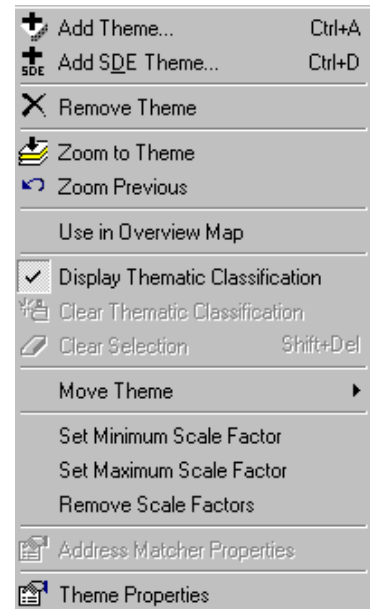 Add Theme... Ctrl+A
SDE Add SDE Theme... Ctrl+D
Remove Theme
Zoom to Theme
Zoom Previous
Use in Overview Map
Display Thematic Classification
Clear Thematic Classification
Clear Selection Shift+Del
Move Theme
Set Minimum Scale Factor
Set Maximum Scale Factor
Remove Scale Factors
Address Matcher Properties
Theme Properties